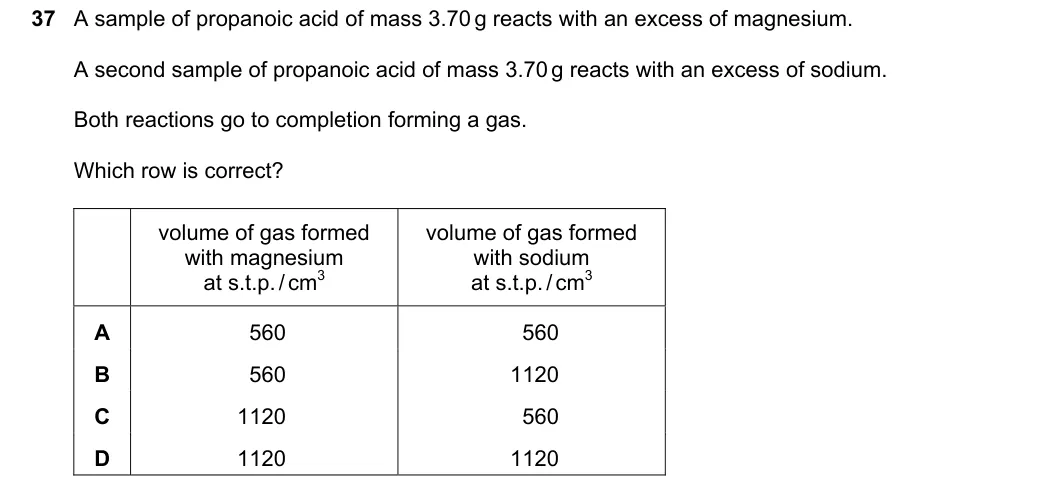 37 A sample of propanoic acid of mass 3.70 g reacts with an excess of magnesium.
A second sample of propanoic acid of mass 3.70 g reacts with an excess of sodium.
Both reactions go to completion forming a gas.
Which row is correct?
volume of gas formed with magnesium at s.t.p. / cm³ volume of gas formed with sodium at s.t.p. / cm³
A 560 560
B 560 1120
C 1120 560
D 1120 1120